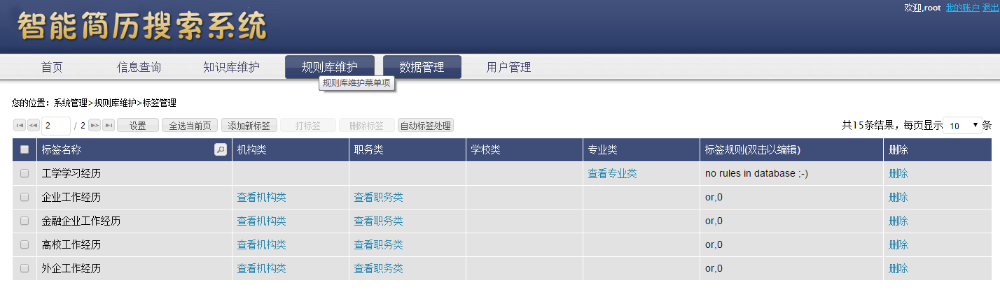 智能简历搜索系统
欢迎,root 我的账户 退出
首页 信息查询 知识库维护 规则库维护 数据管理 用户管理
规则库维护菜单项
您的位置：系统管理>规则库维护>标签管理
2 / 2 设置 全选当前页 添加新标签 打标签 删除标签 自动标签处理 共15条结果，每页显示 10 条
标签名称 机构类 职务类 学校类 专业类 标签规则(双击以编辑) 删除
工学学习经历 查看专业类 no rules in database ;-) 删除
企业工作经历 查看机构类 查看职务类 or,0 删除
金融企业工作经历 查看机构类 查看职务类 or,0 删除
高校工作经历 查看机构类 查看职务类 or,0 删除
外企工作经历 查看机构类 查看职务类 or,0 删除